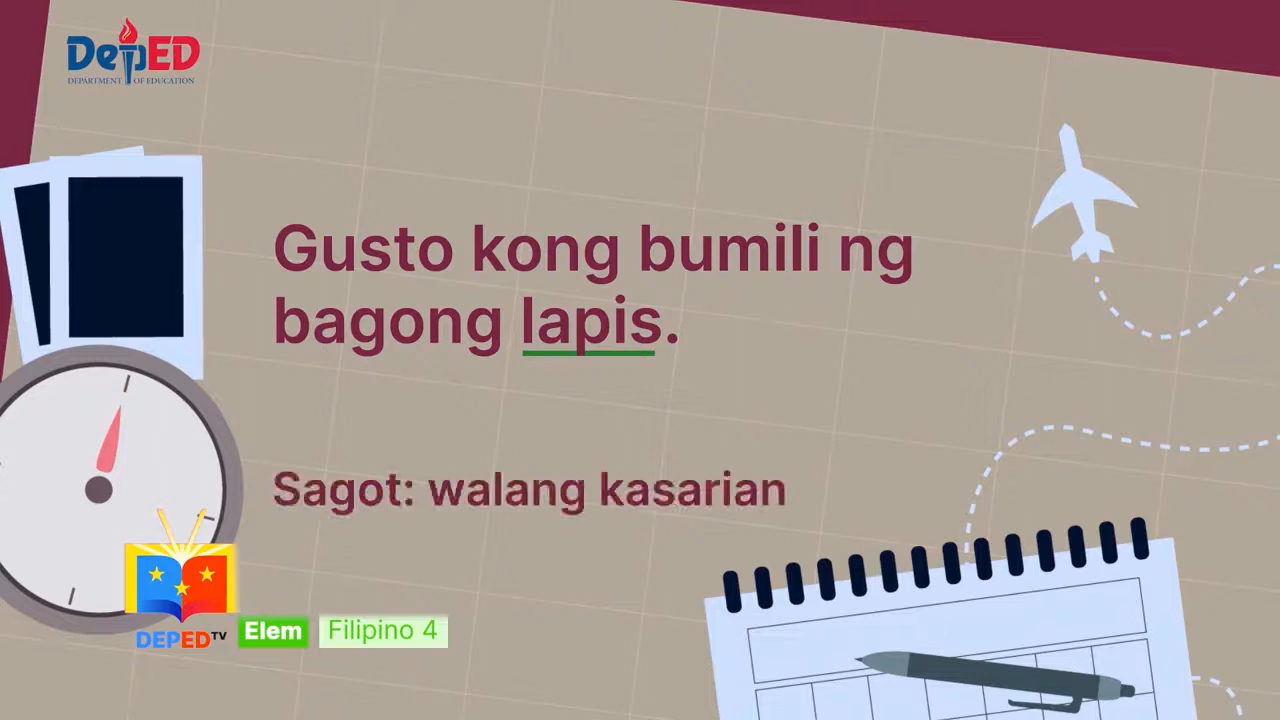 DepED
DEPARTMENT OF EDUCATION
Gusto kong bumili ng
bagong lapis.
Sagot: walang kasarian
DEPED TV
Elem Filipino 4